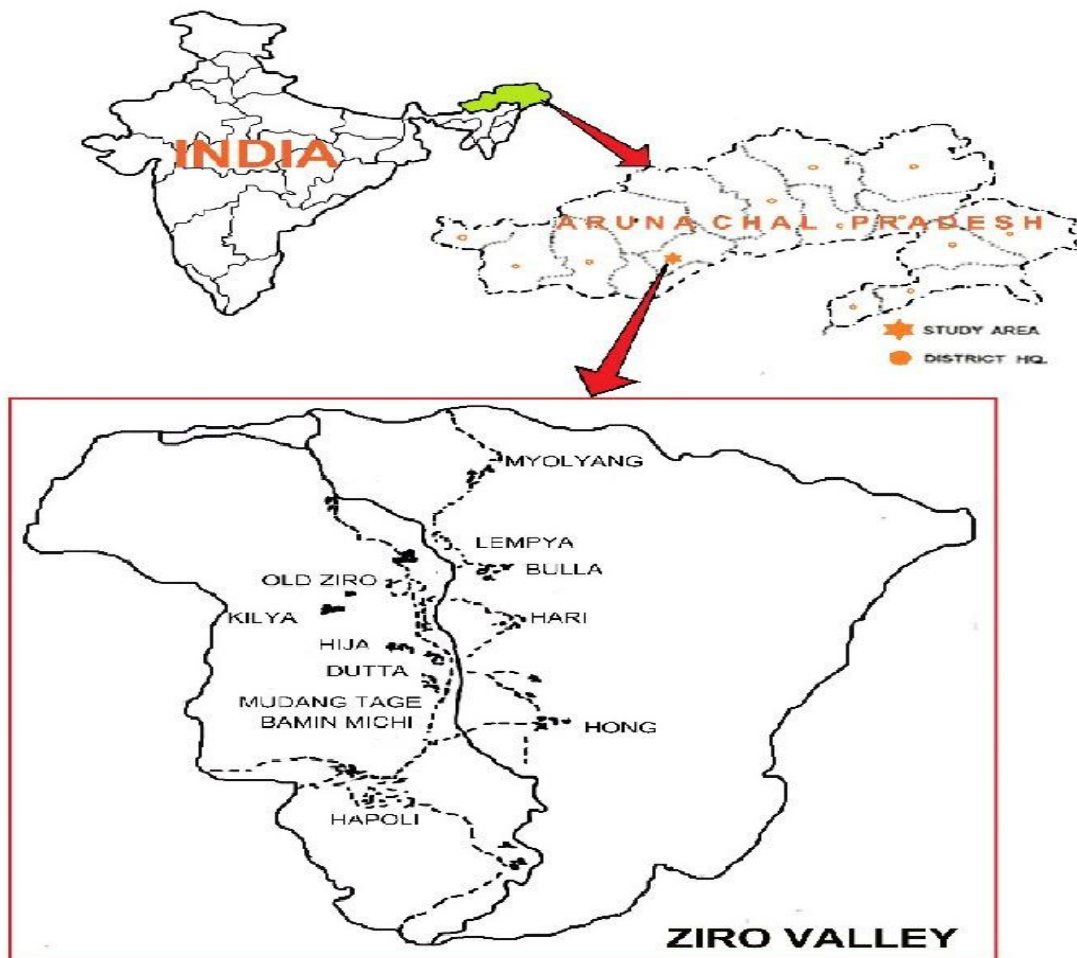 INDIA
ARUNACHAL PRADESH
STUDY AREA
DISTRICT HQ.
MYOLYANG
LEMPYA
BULLA
OLD ZIRO
KILYA
HARI
HIJA
DUTTA
MUDANG TAGE
BAMIN MICHI
HONG
HAPOLI
ZIRO VALLEY